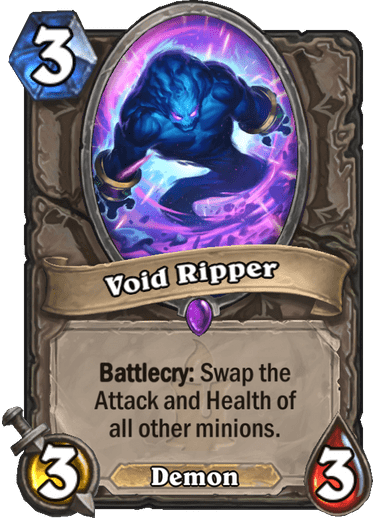 3
Void Ripper
Battlecry: Swap the
Attack and Health of
all other minions.
3
Demon
3